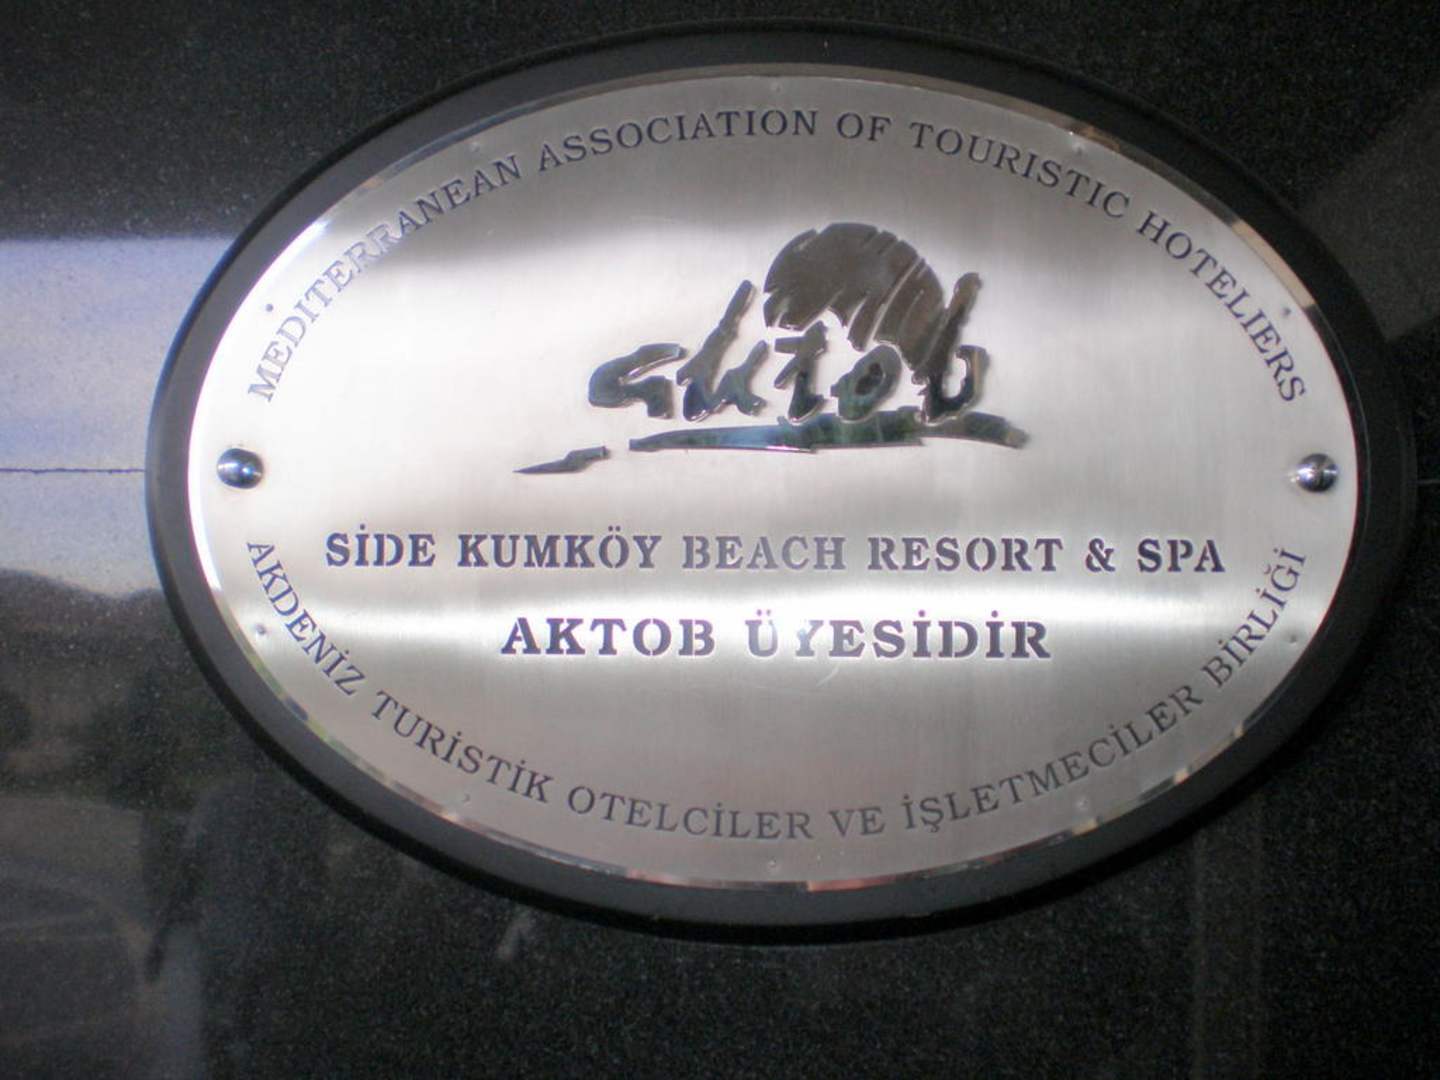 MEDITERRANEAN ASSOCIATION OF TOURISTIC HOTELIERS
aktob
SİDE KUMKÖY BEACH RESORT & SPA
AKTOB ÜYESİDİR
AKDENİZ TURİSTİK OTELCİLER VE İŞLETMECİLER BİRLİĞİ